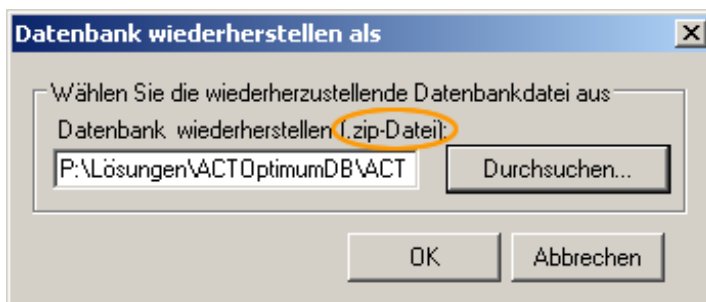 Datenbank wiederherstellen als
Wählen Sie die wiederherzustellende Datenbankdatei aus
Datenbank wiederherstellen (.zip-Datei):
P:\Lösungen\ACTOptimumDB\ACT
Durchsuchen...
OK
Abbrechen